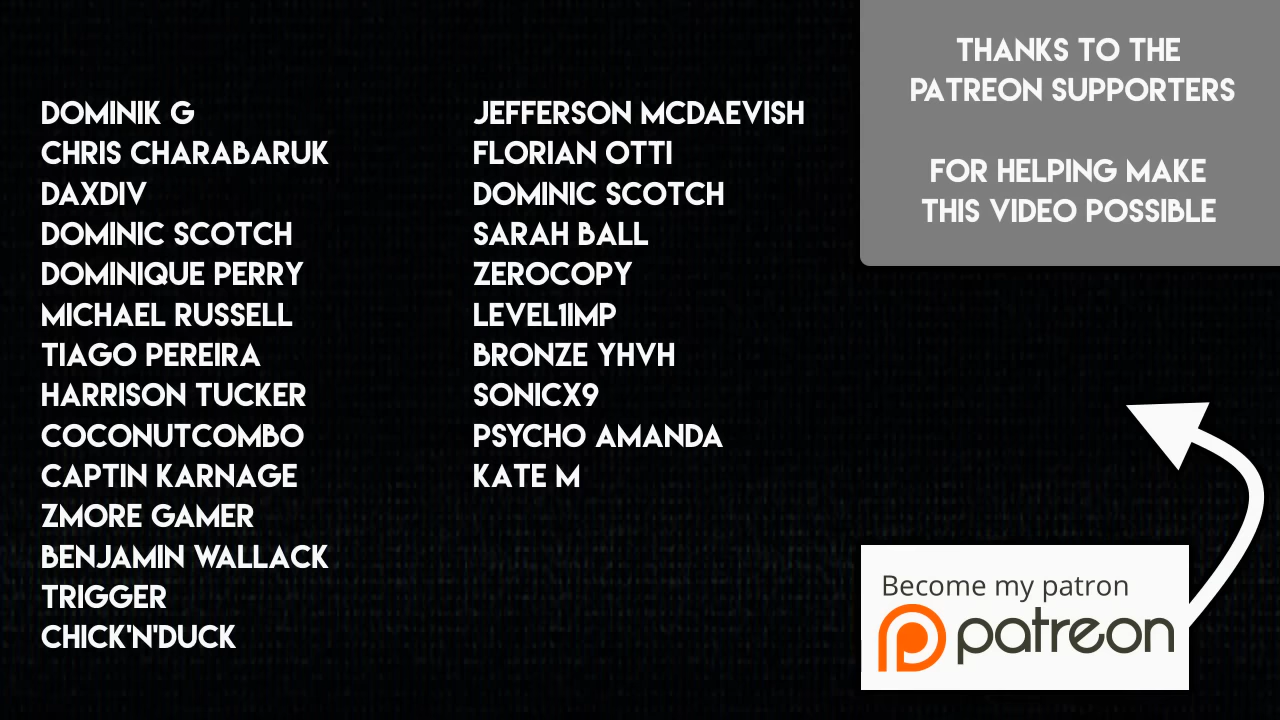 DOMINIK G
CHRIS CHARABARUK
DAXDIV
DOMINIC SCOTCH
DOMINIQUE PERRY
MICHAEL RUSSELL
TIAGO PEREIRA
HARRISON TUCKER
COCONUTCOMBO
CAPTIN KARNAGE
ZMORE GAMER
BENJAMIN WALLACK
TRIGGER
CHICK'N'DUCK
JEFFERSON MCDAEVISH
FLORIAN OTTI
DOMINIC SCOTCH
SARAH BALL
ZEROCOPY
LEVEL1IMP
BRONZE YHVH
SONICX9
PSYCHO AMANDA
KATE M
THANKS TO THE
PATREON SUPPORTERS
FOR HELPING MAKE
THIS VIDEO POSSIBLE
Become my patron
patreon